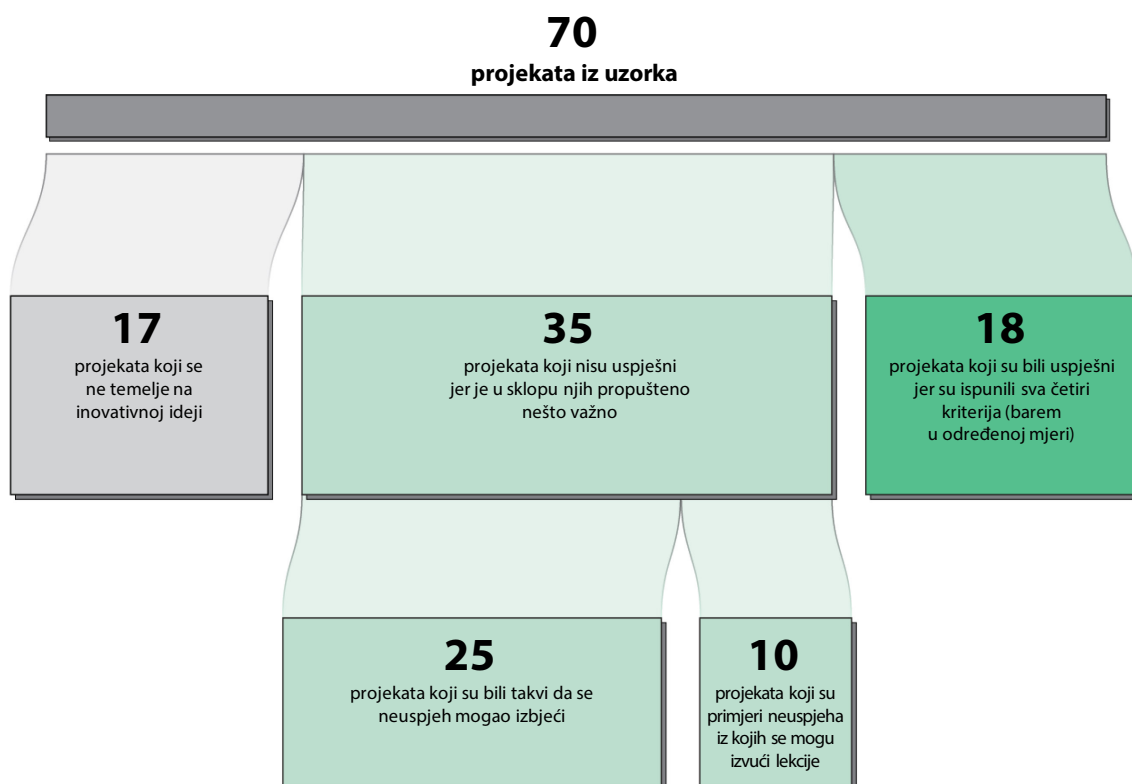 70
projekata iz uzorka
17
projekata koji se
ne temelje na
inovativnoj ideji
35
projekata koji nisu uspješni
jer je u sklopu njih propušteno
nešto važno
18
projekata koji su bili uspješni
jer su ispunili sva četiri
kriterija (barem
u određenoj mjeri)
25
projekata koji su bili takvi da se
neuspjeh mogao izbjeći
10
projekata koji su
primjeri neuspjeha
iz kojih se mogu
izvući lekcije